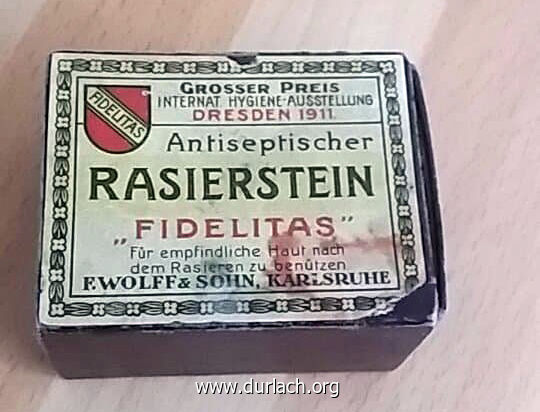 GROSSER PREIS
INTERNAT. HYGIENE-AUSSTELLUNG
DRESDEN 1911.
FIDELITAS
Antiseptischer
RASIERSTEIN
„FIDELITAS"
Für empfindliche Haut nach
dem Rasieren zu benützen
F. WOLFF & SOHN, KARLSRUHE
www.durlach.org